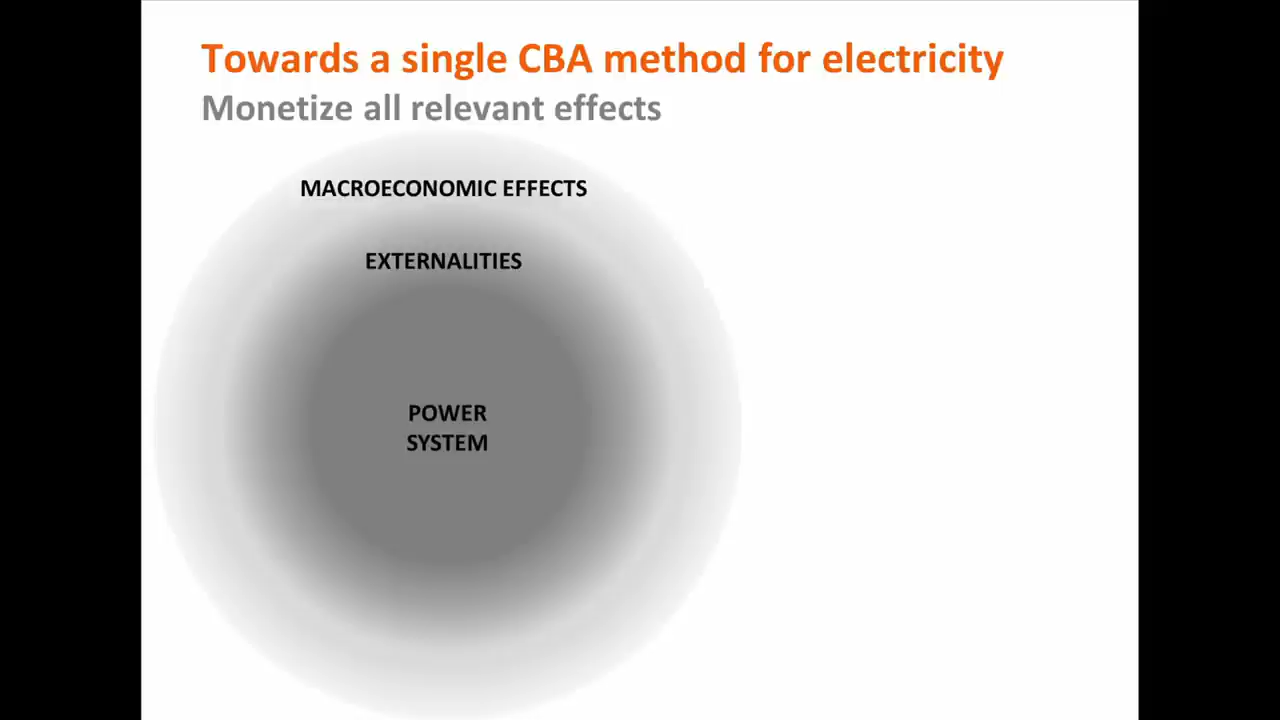 Towards a single CBA method for electricity
Monetize all relevant effects
MACROECONOMIC EFFECTS
EXTERNALITIES
POWER
SYSTEM